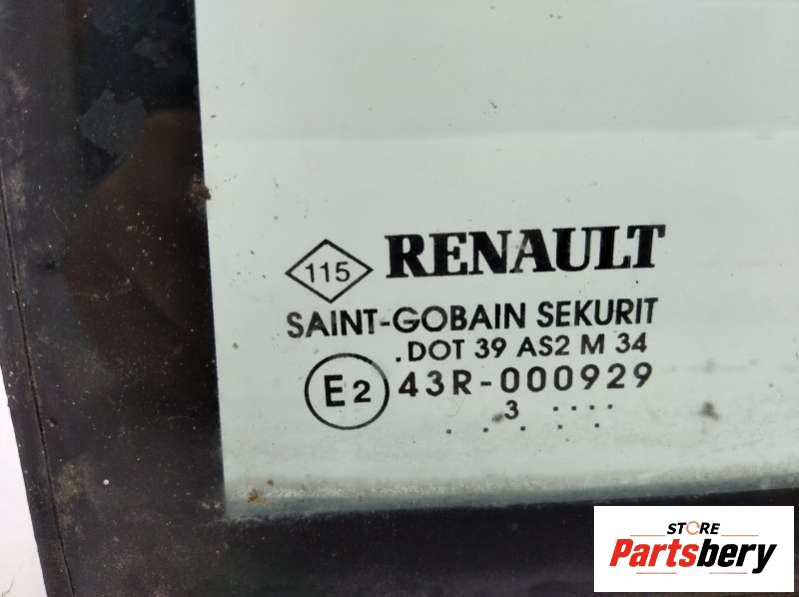 115 RENAULT
SAINT-GOBAIN SEKURIT
.DOT 39 AS2 M 34
E2 43R-000929
3
STORE
Partsbery